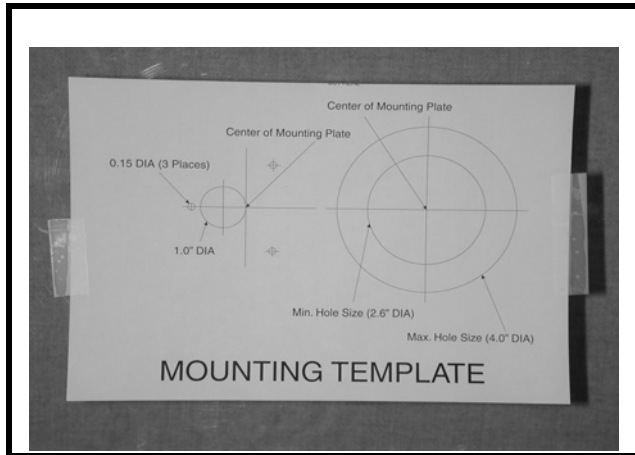 Center of Mounting Plate
Center of Mounting Plate
0.15 DIA (3 Places)
1.0" DIA
Min. Hole Size (2.6" DIA)
Max. Hole Size (4.0" DIA)
MOUNTING TEMPLATE